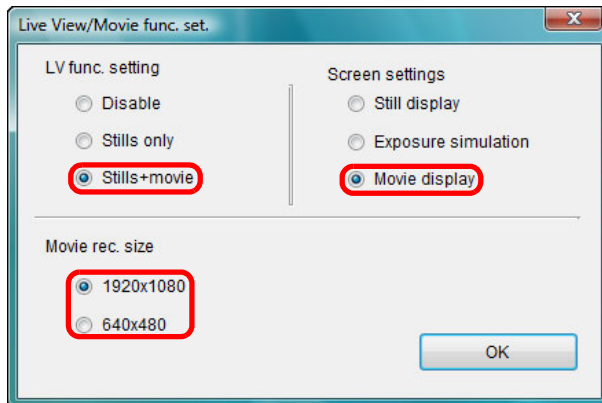 Live View/Movie func. set.
LV func. setting
Disable
Stills only
Stills+movie
Screen settings
Still display
Exposure simulation
Movie display
Movie rec. size
1920x1080
640x480
OK